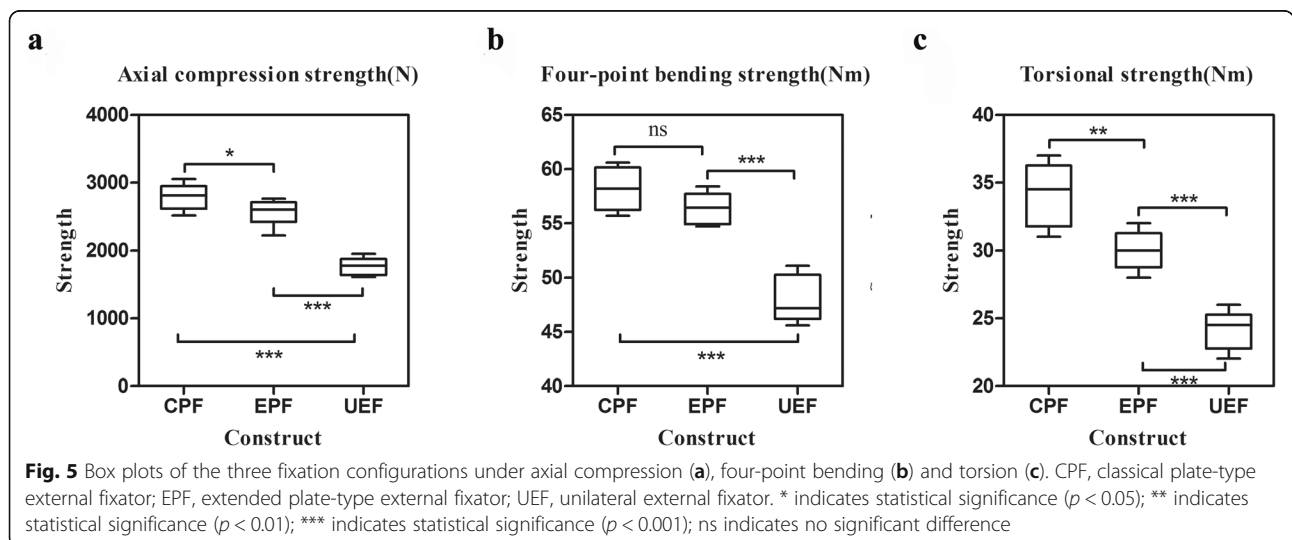 a
Axial compression strength(N)
4000
3000
2000
1000
0
Strength
*
***
***
CPF EPF UEF
Construct
b
Four-point bending strength(Nm)
65
60
55
50
45
40
Strength
ns
***
***
CPF EPF UEF
Construct
c
Torsional strength(Nm)
40
35
30
25
20
Strength
**
***
***
CPF EPF UEF
Construct
Fig. 5 Box plots of the three fixation configurations under axial compression (a), four-point bending (b) and torsion (c). CPF, classical plate-type
external fixator; EPF, extended plate-type external fixator; UEF, unilateral external fixator. * indicates statistical significance (p < 0.05); ** indicates
statistical significance (p < 0.01); *** indicates statistical significance (p < 0.001); ns indicates no significant difference